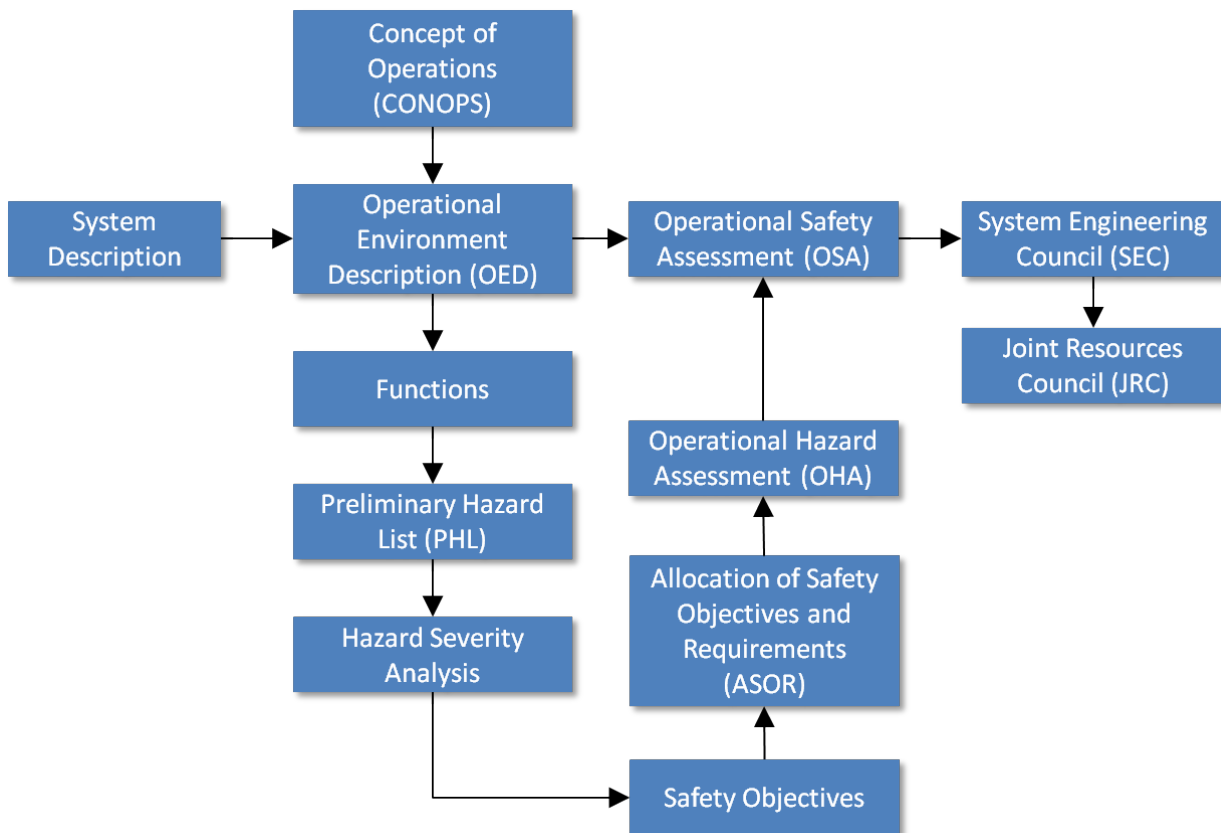 Concept of
Operations
(CONOPS)
System
Description
Operational
Environment
Description (OED)
Operational Safety
Assessment (OSA)
System Engineering
Council (SEC)
Joint Resources
Council (JRC)
Functions
Operational Hazard
Assessment (OHA)
Preliminary Hazard
List (PHL)
Allocation of Safety
Objectives and
Requirements
(ASOR)
Hazard Severity
Analysis
Safety Objectives